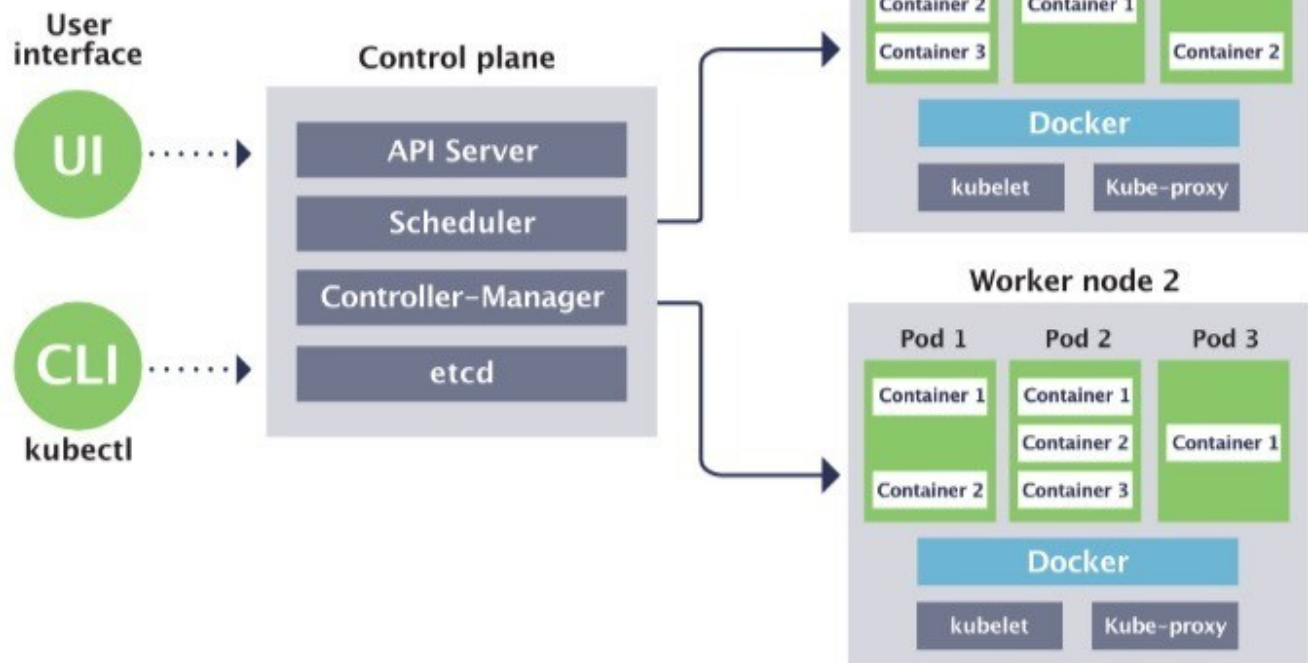 User
interface
UI
CLI
kubectl
Control plane
API Server
Scheduler
Controller-Manager
etcd
Container 2
Container 3
Container 1
Container 2
Docker
kubelet
Kube-proxy
Worker node 2
Pod 1
Container 1
Container 2
Pod 2
Container 1
Container 2
Container 3
Pod 3
Container 1
Docker
kubelet
Kube-proxy